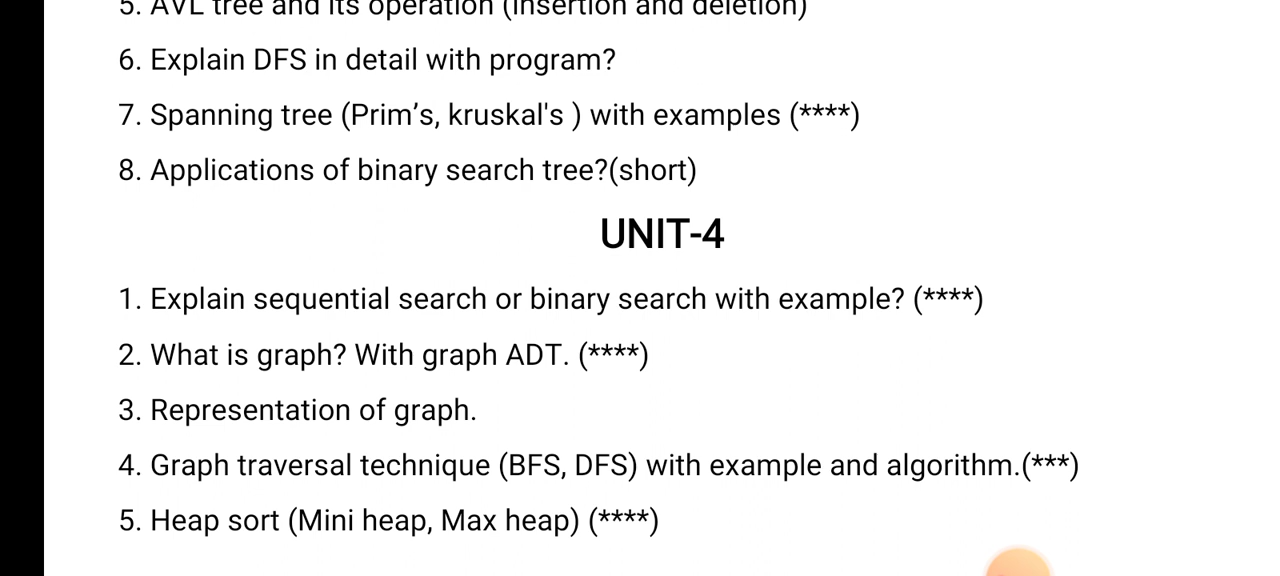 5. AVL tree and its operation (insertion and deletion)
6. Explain DFS in detail with program?
7. Spanning tree (Prim’s, kruskal's ) with examples (****)
8. Applications of binary search tree?(short)
UNIT-4
1. Explain sequential search or binary search with example? (****)
2. What is graph? With graph ADT. (****)
3. Representation of graph.
4. Graph traversal technique (BFS, DFS) with example and algorithm.(***)
5. Heap sort (Mini heap, Max heap) (****)